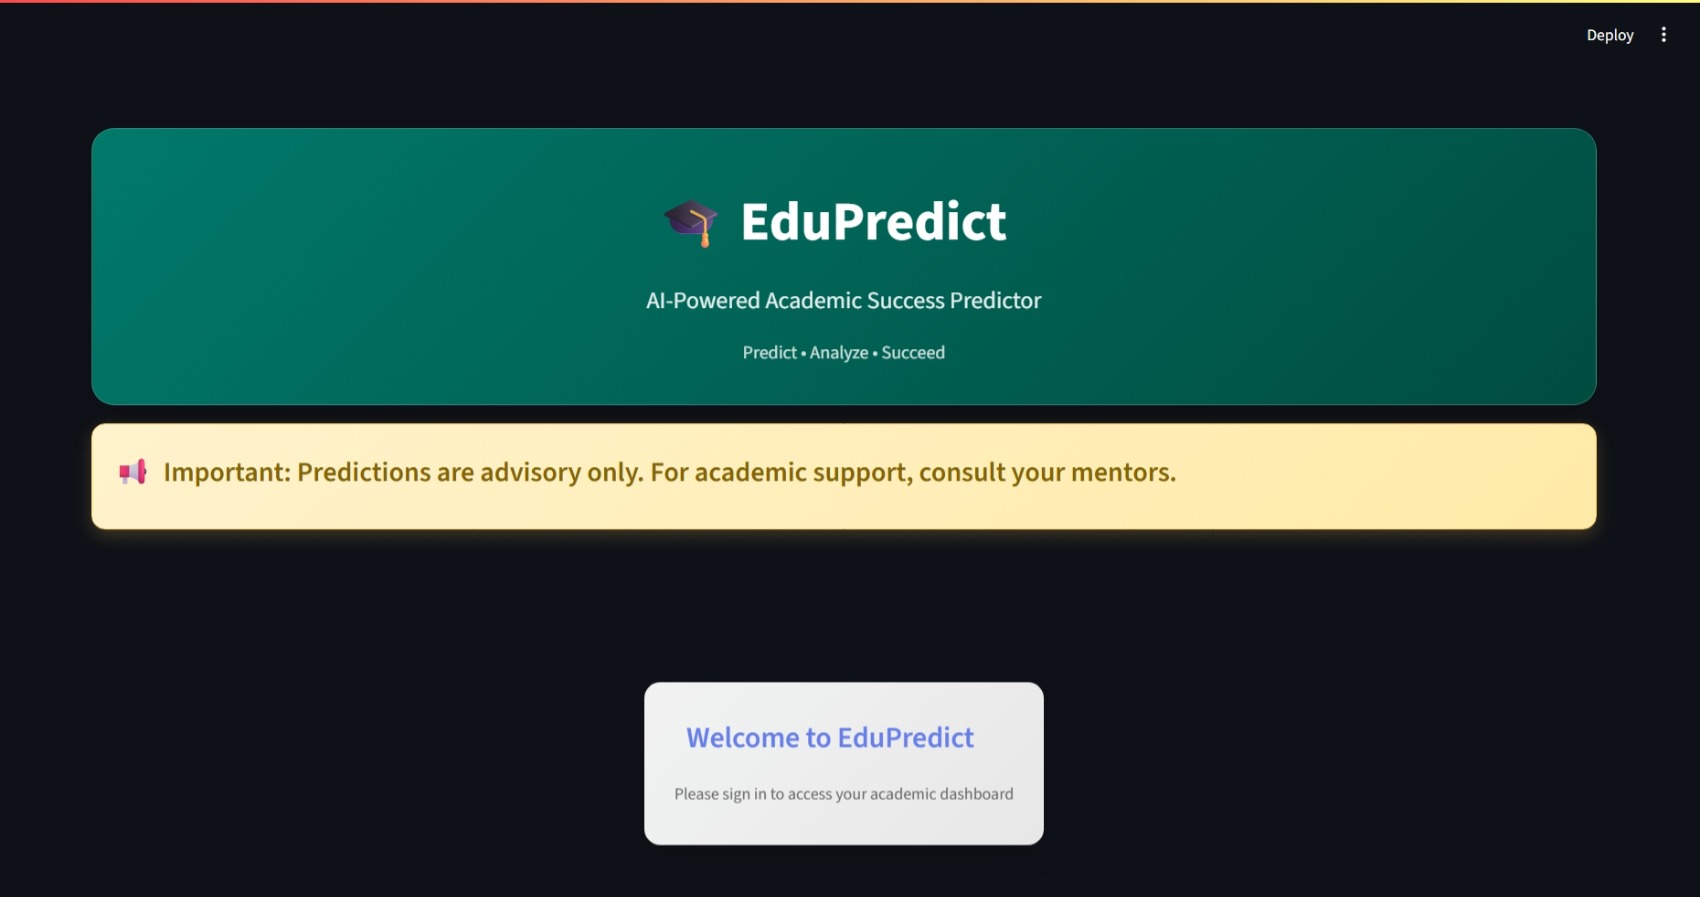 Deploy
EduPredict
AI-Powered Academic Success Predictor
Predict • Analyze • Succeed
Important: Predictions are advisory only. For academic support, consult your mentors.
Welcome to EduPredict
Please sign in to access your academic dashboard